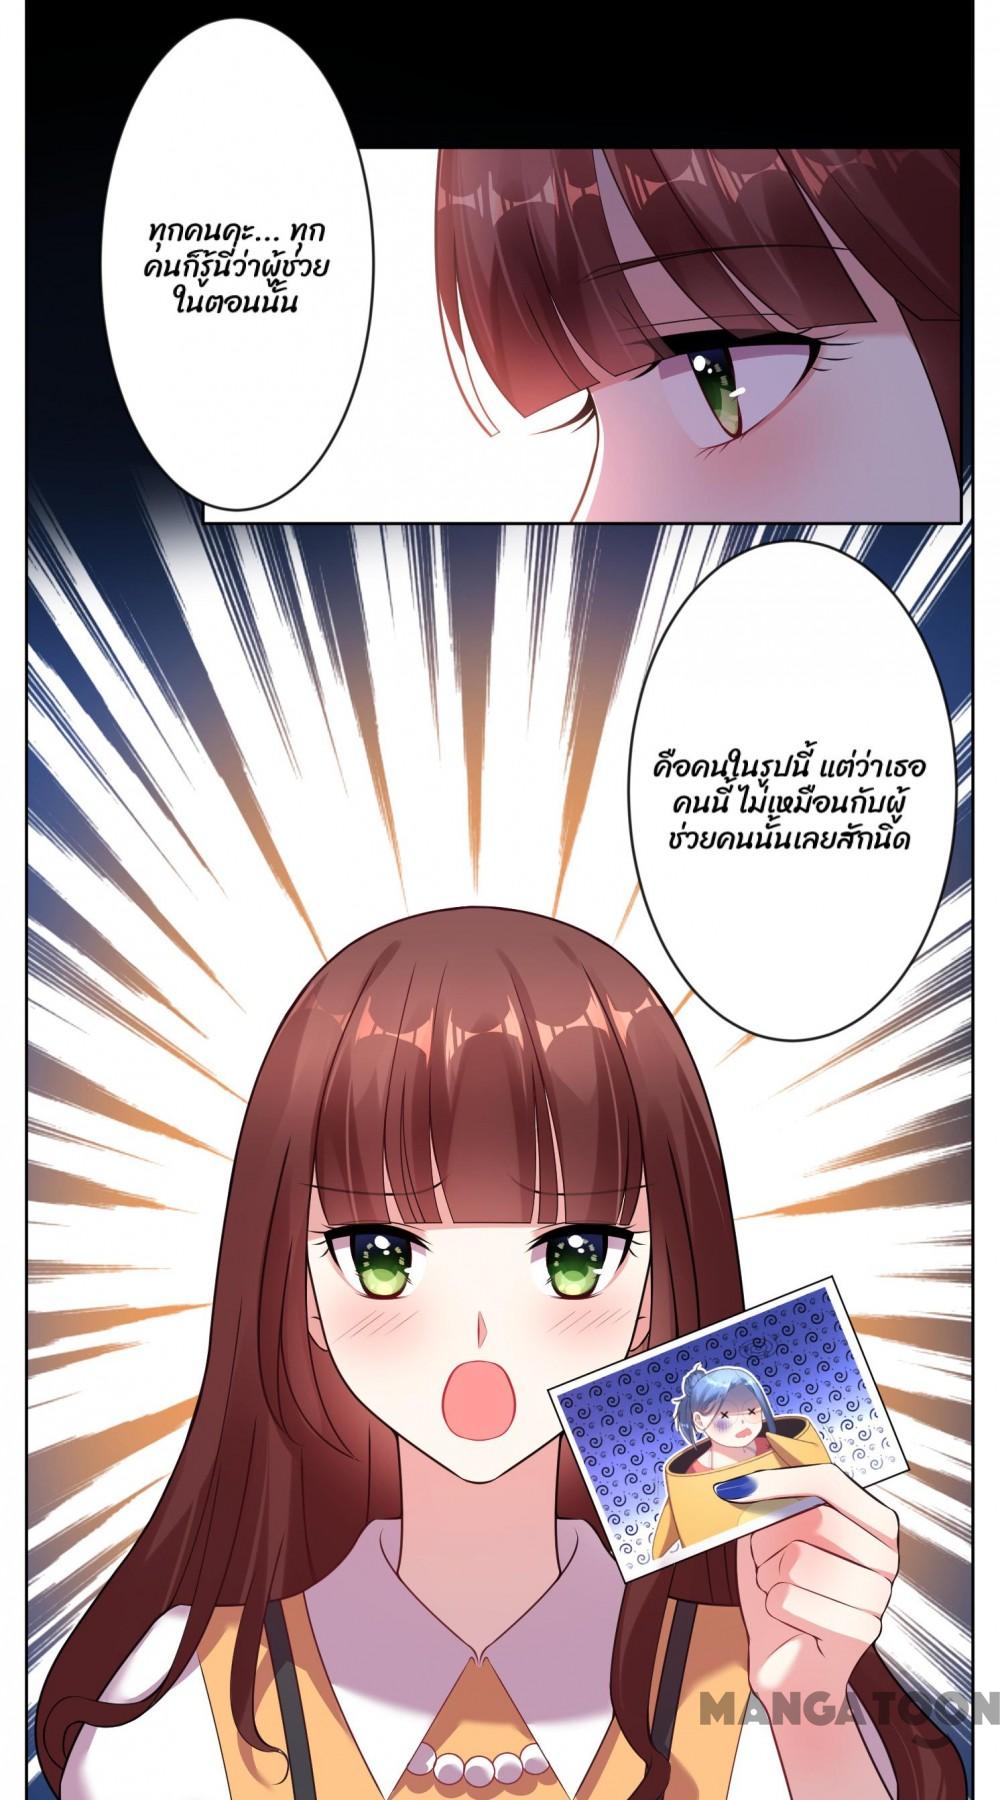 ทุกคนคะ... ทุก
คนก็รู้นี่ว่าผู้ช่วย
ในตอนนั้น
คือคนในรูปนี้ แต่ว่าเธอ
คนนี้ ไม่เหมือนกับผู้
ช่วยคนนั้นเลยสักนิด
MANGATOON